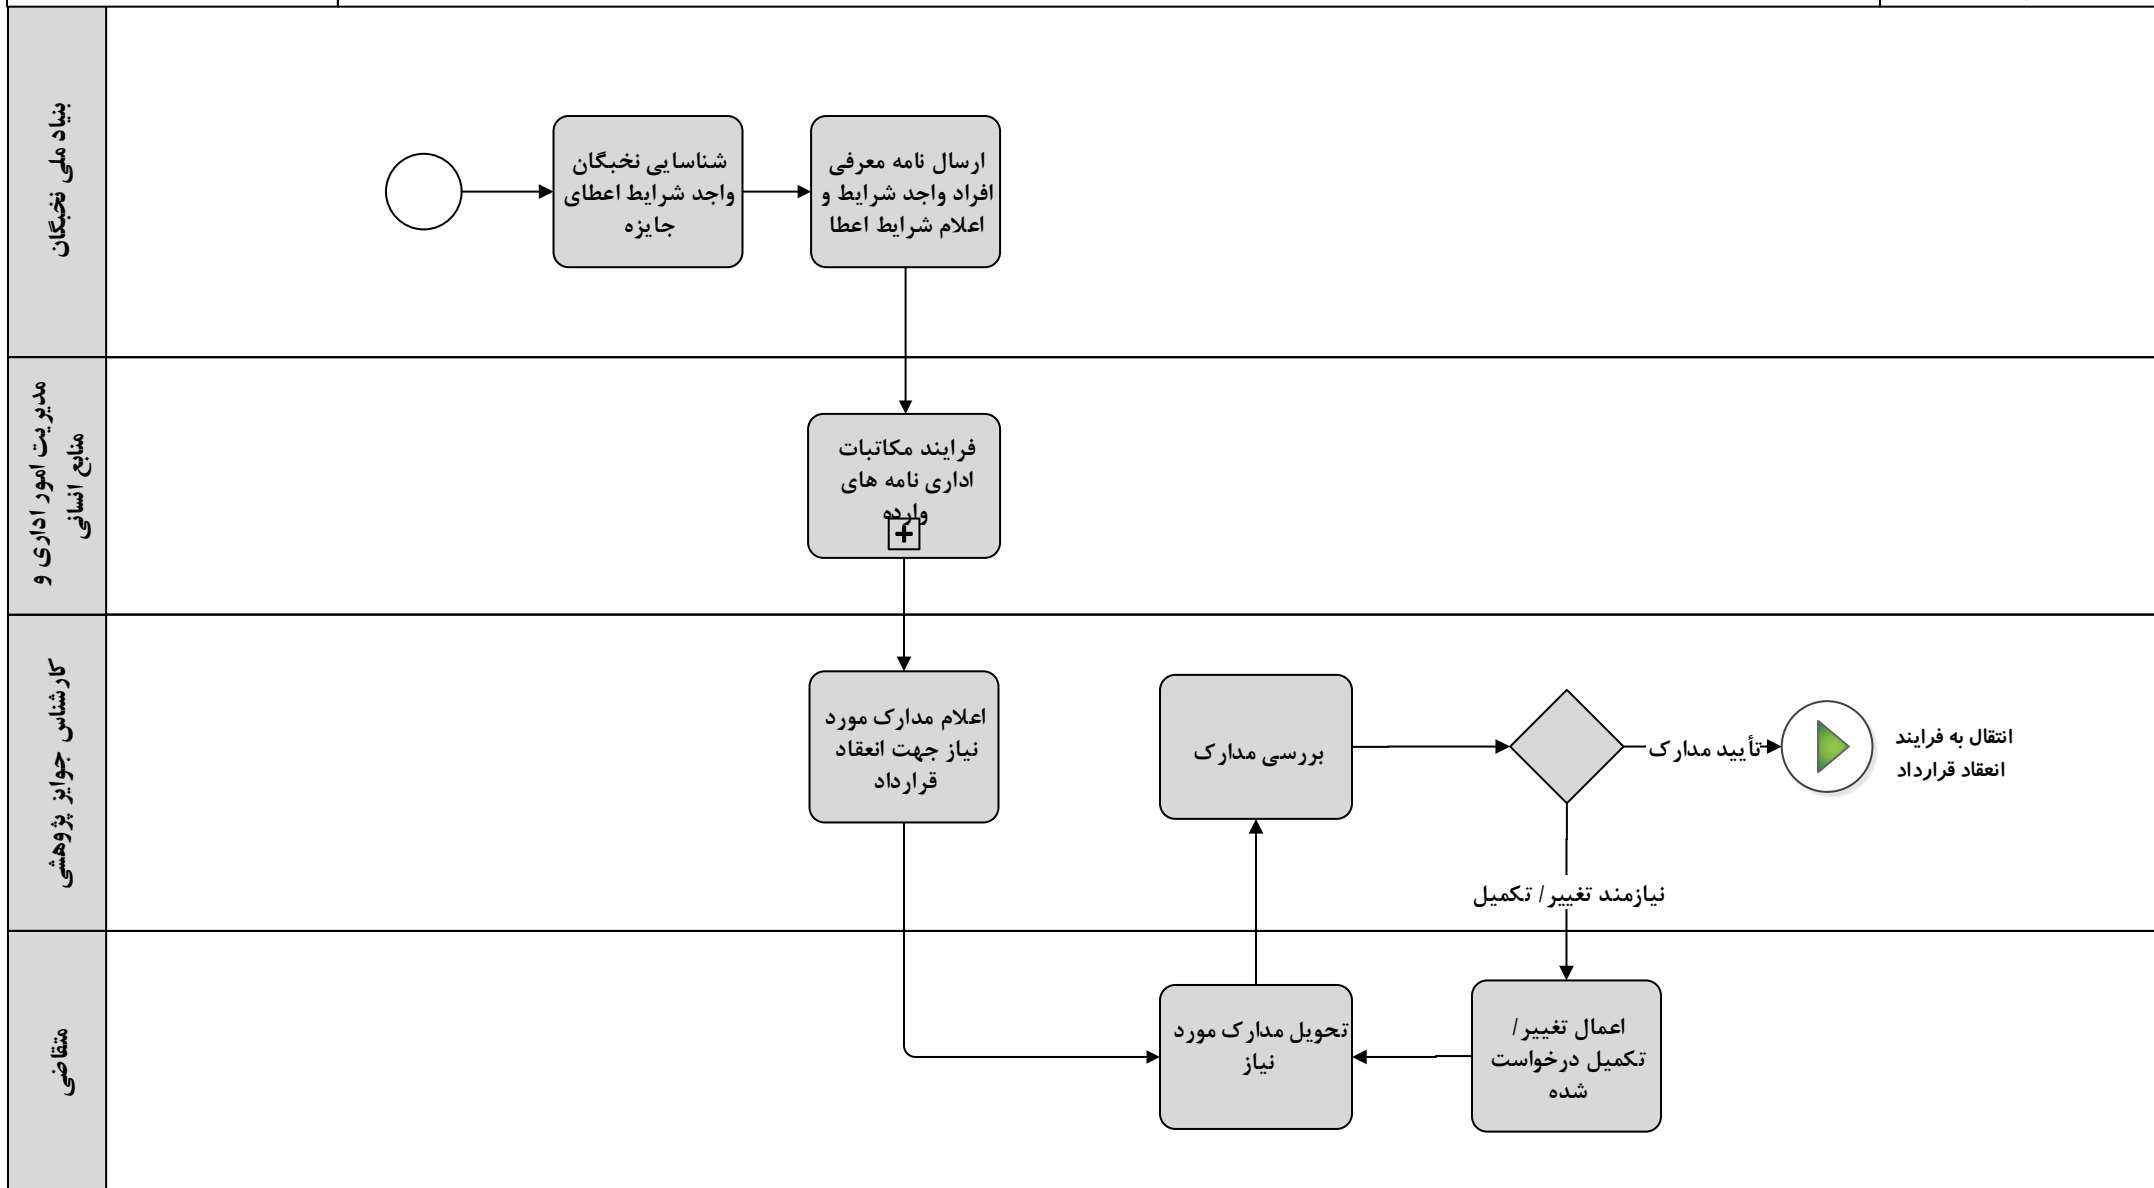 بنیاد ملی نخبگان
شناسایی نخبگان
واجد شرایط اعطای
جایزه
ارسال نامه معرفی
افراد واجد شرایط و
اعلام شرایط اعطا
مدیریت امور اداری و
منابع انسانی
فرایند مکاتبات
اداری نامه های
وارده
کارشناس جوایز پژوهشی
اعلام مدارک مورد
نیاز جهت انعقاد
قرارداد
بررسی مدارک
تأیید مدارک
انتقال به فرایند
انعقاد قرارداد
نیازمند تغییر/ تکمیل
متقاضی
تحویل مدارک مورد
نیاز
اعمال تغییر/
تکمیل درخواست
شده